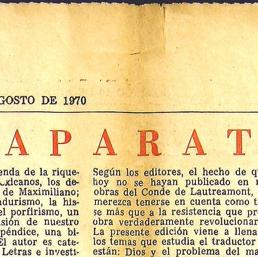 GOSTO DE 1970
APARAT
enda de la rique-
xicanos, los de-
de Maximiliano;
ndurismo, la his-
el porfirismo, un
sión de nuestro
péndice, una bi-
El autor es cate-
Letras e investi-
Según los editores, el hecho de q
hoy no se hayan publicado en
obras del Conde de Lautreamont,
merezca tenerse en cuenta como t
se más que a la resistencia que pr
obra verdaderamente revolucionar
La presente edición viene a llena
los temas que estudia el traductor
están: Dios y el problema del ma